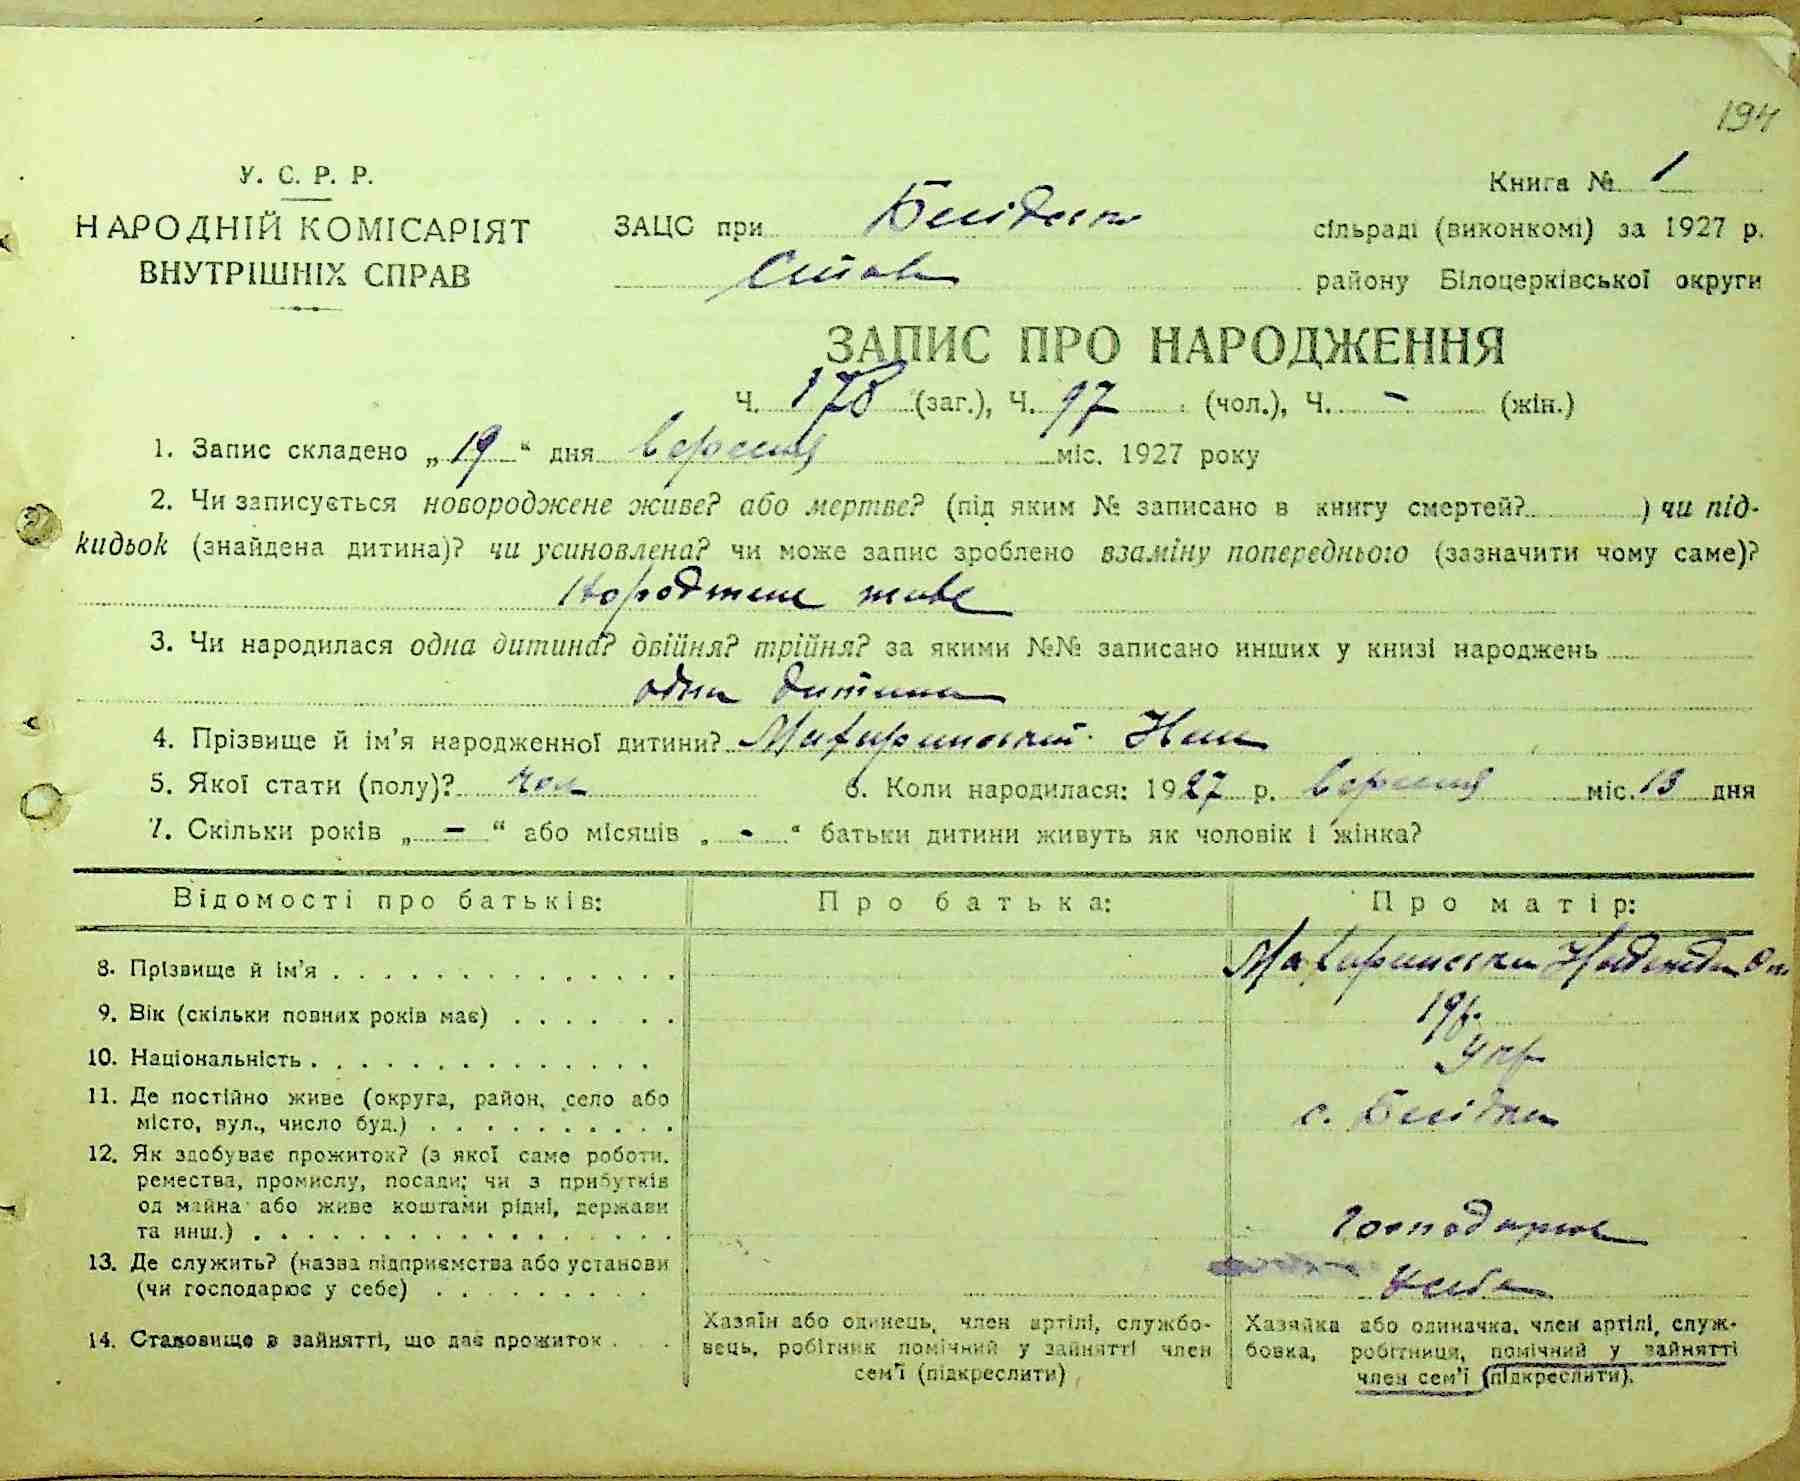 194
У. С. Р. Р.
НАРОДНІЙ КОМІСАРІЯТ
ВНУТРІШНІХ СПРАВ
Книга № 1
ЗАЦС при сільраді (виконкомі) за 1927 р.
району Білоцерківської округи
ЗАПИС ПРО НАРОДЖЕННЯ
Ч. 178 (заг.), Ч. 97 (чол.), Ч. - (жін.)
1. Запис складено „19“ дня вересня міс. 1927 року
2. Чи записується новороджене живе? або мертве? (під яким № записано в книгу смертей? ) чи під-
кидьок (знайдена дитина)? чи усиновлена? чи може запис зроблено взаміну попереднього (зазначити чому саме)?
живе
3. Чи народилася одна дитина? двійня? трійня? за якими №№ записано инших у книзі народжень
одна дитина
4. Прізвище й ім'я народженної дитини?
5. Якої стати (полу)? чол 6. Коли народилася: 1927 р. вересня міс. 13 дня
7. Скільки років „ - “ або місяців „ - “ батьки дитини живуть як чоловік і жінка?
Відомості про батьків: Про батька: Про матір:
8. Прізвище й ім'я
9. Вік (скільки повних років має) 19р.
10. Національність Укр
11. Де постійно живе (округа, район, село або
місто, вул., число буд.) с.
12. Як здобуває прожиток? (з якої саме роботи,
ремества, промислу, посади; чи з прибутків
од майна або живе коштами рідні, держави
та инш.)
13. Де служить? (назва підприємства або установи
(чи господарює у себе) У себе
14. Становище в зайнятті, що дає прожиток
Хазяїн або одинець, член артілі, службо-
вець, робітник помічний у зайнятті член
сем'ї (підкреслити)
Хазяйка або одиначка, член артілі, служ-
бовка, робітниця, помічний у зайнятті
член сем'ї (підкреслити).